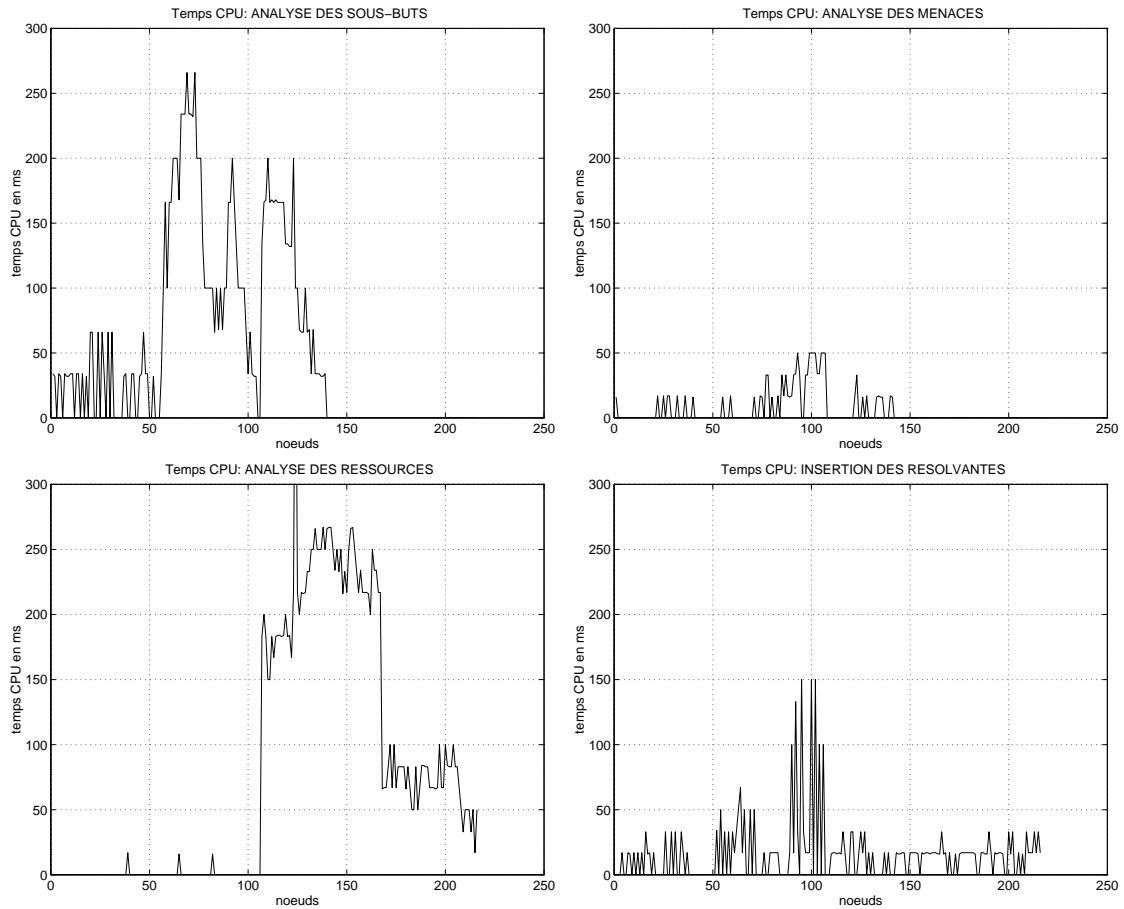 Temps CPU: ANALYSE DES SOUS−BUTS
300
250
200
150
100
50
0
temps CPU en ms
0 50 100 150 200 250
noeuds
Temps CPU: ANALYSE DES MENACES
300
250
200
150
100
50
0
temps CPU en ms
0 50 100 150 200 250
noeuds
Temps CPU: ANALYSE DES RESSOURCES
300
250
200
150
100
50
0
temps CPU en ms
0 50 100 150 200 250
noeuds
Temps CPU: INSERTION DES RESOLVANTES
300
250
200
150
100
50
0
temps CPU en ms
0 50 100 150 200 250
noeuds